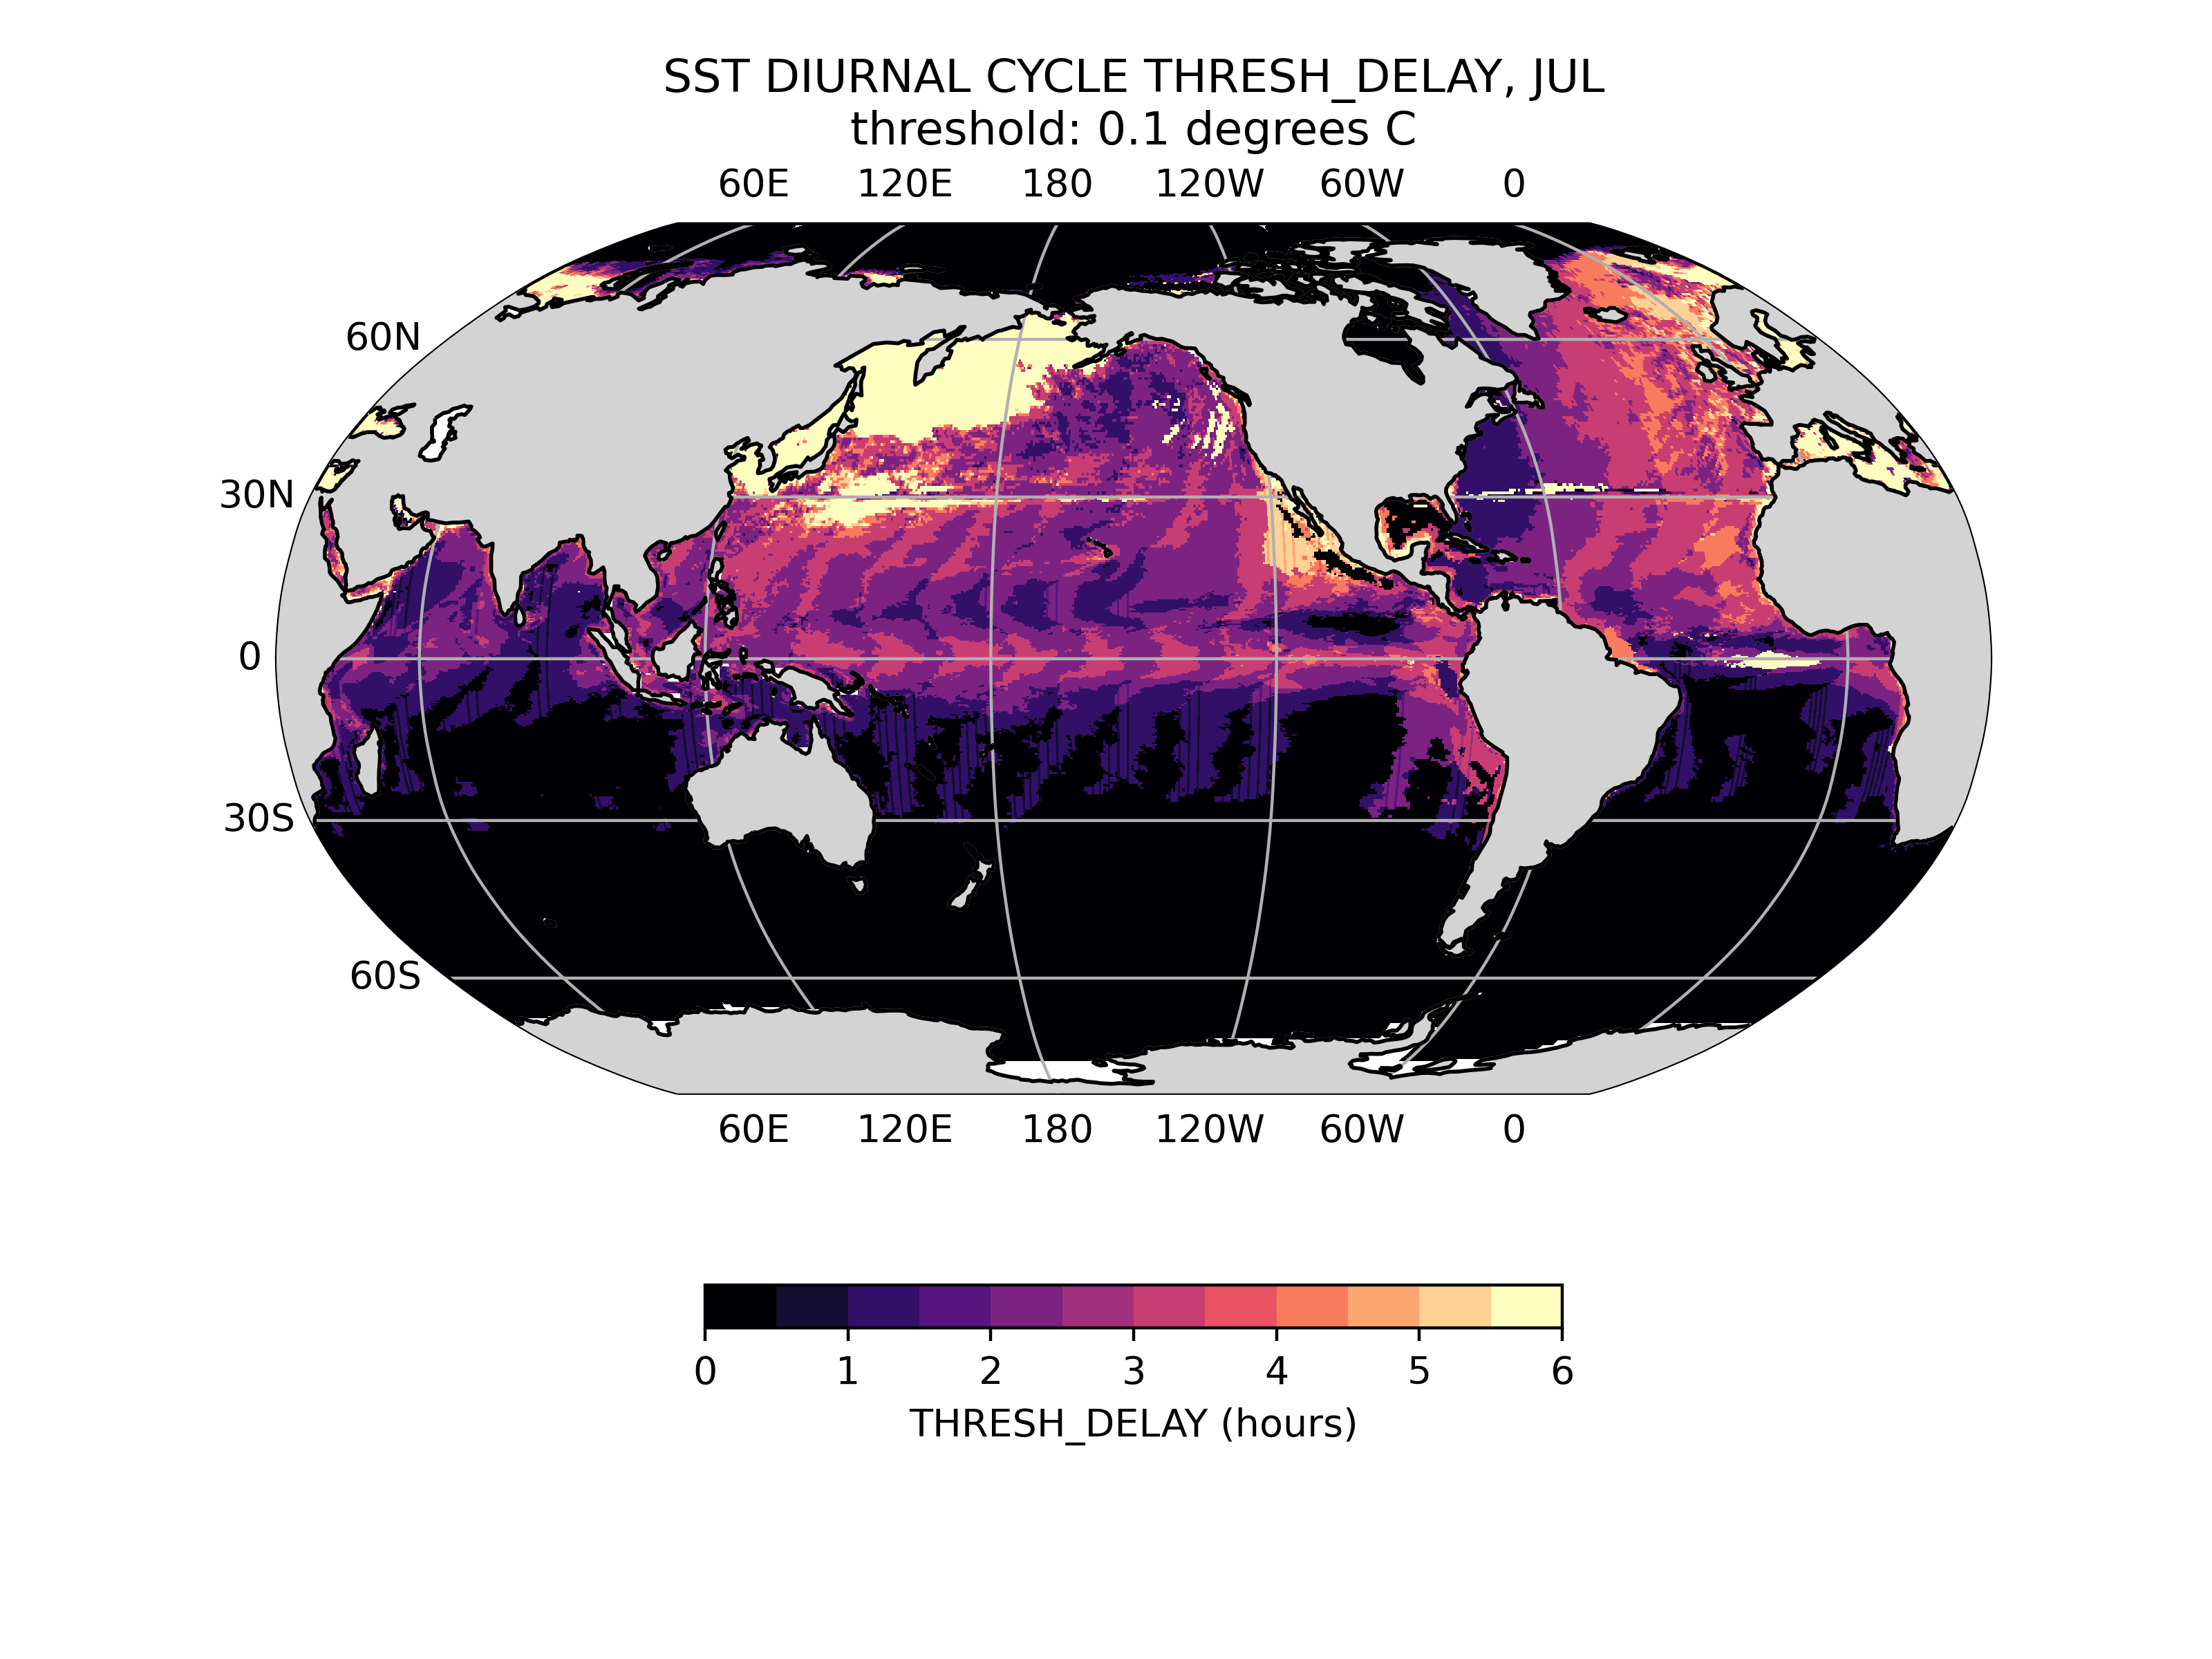 SST DIURNAL CYCLE THRESH_DELAY, JUL
threshold: 0.1 degrees C
60E 120E 180 120W 60W 0
60N
30N
0
30S
60S
60E 120E 180 120W 60W 0
0 1 2 3 4 5 6
THRESH_DELAY (hours)